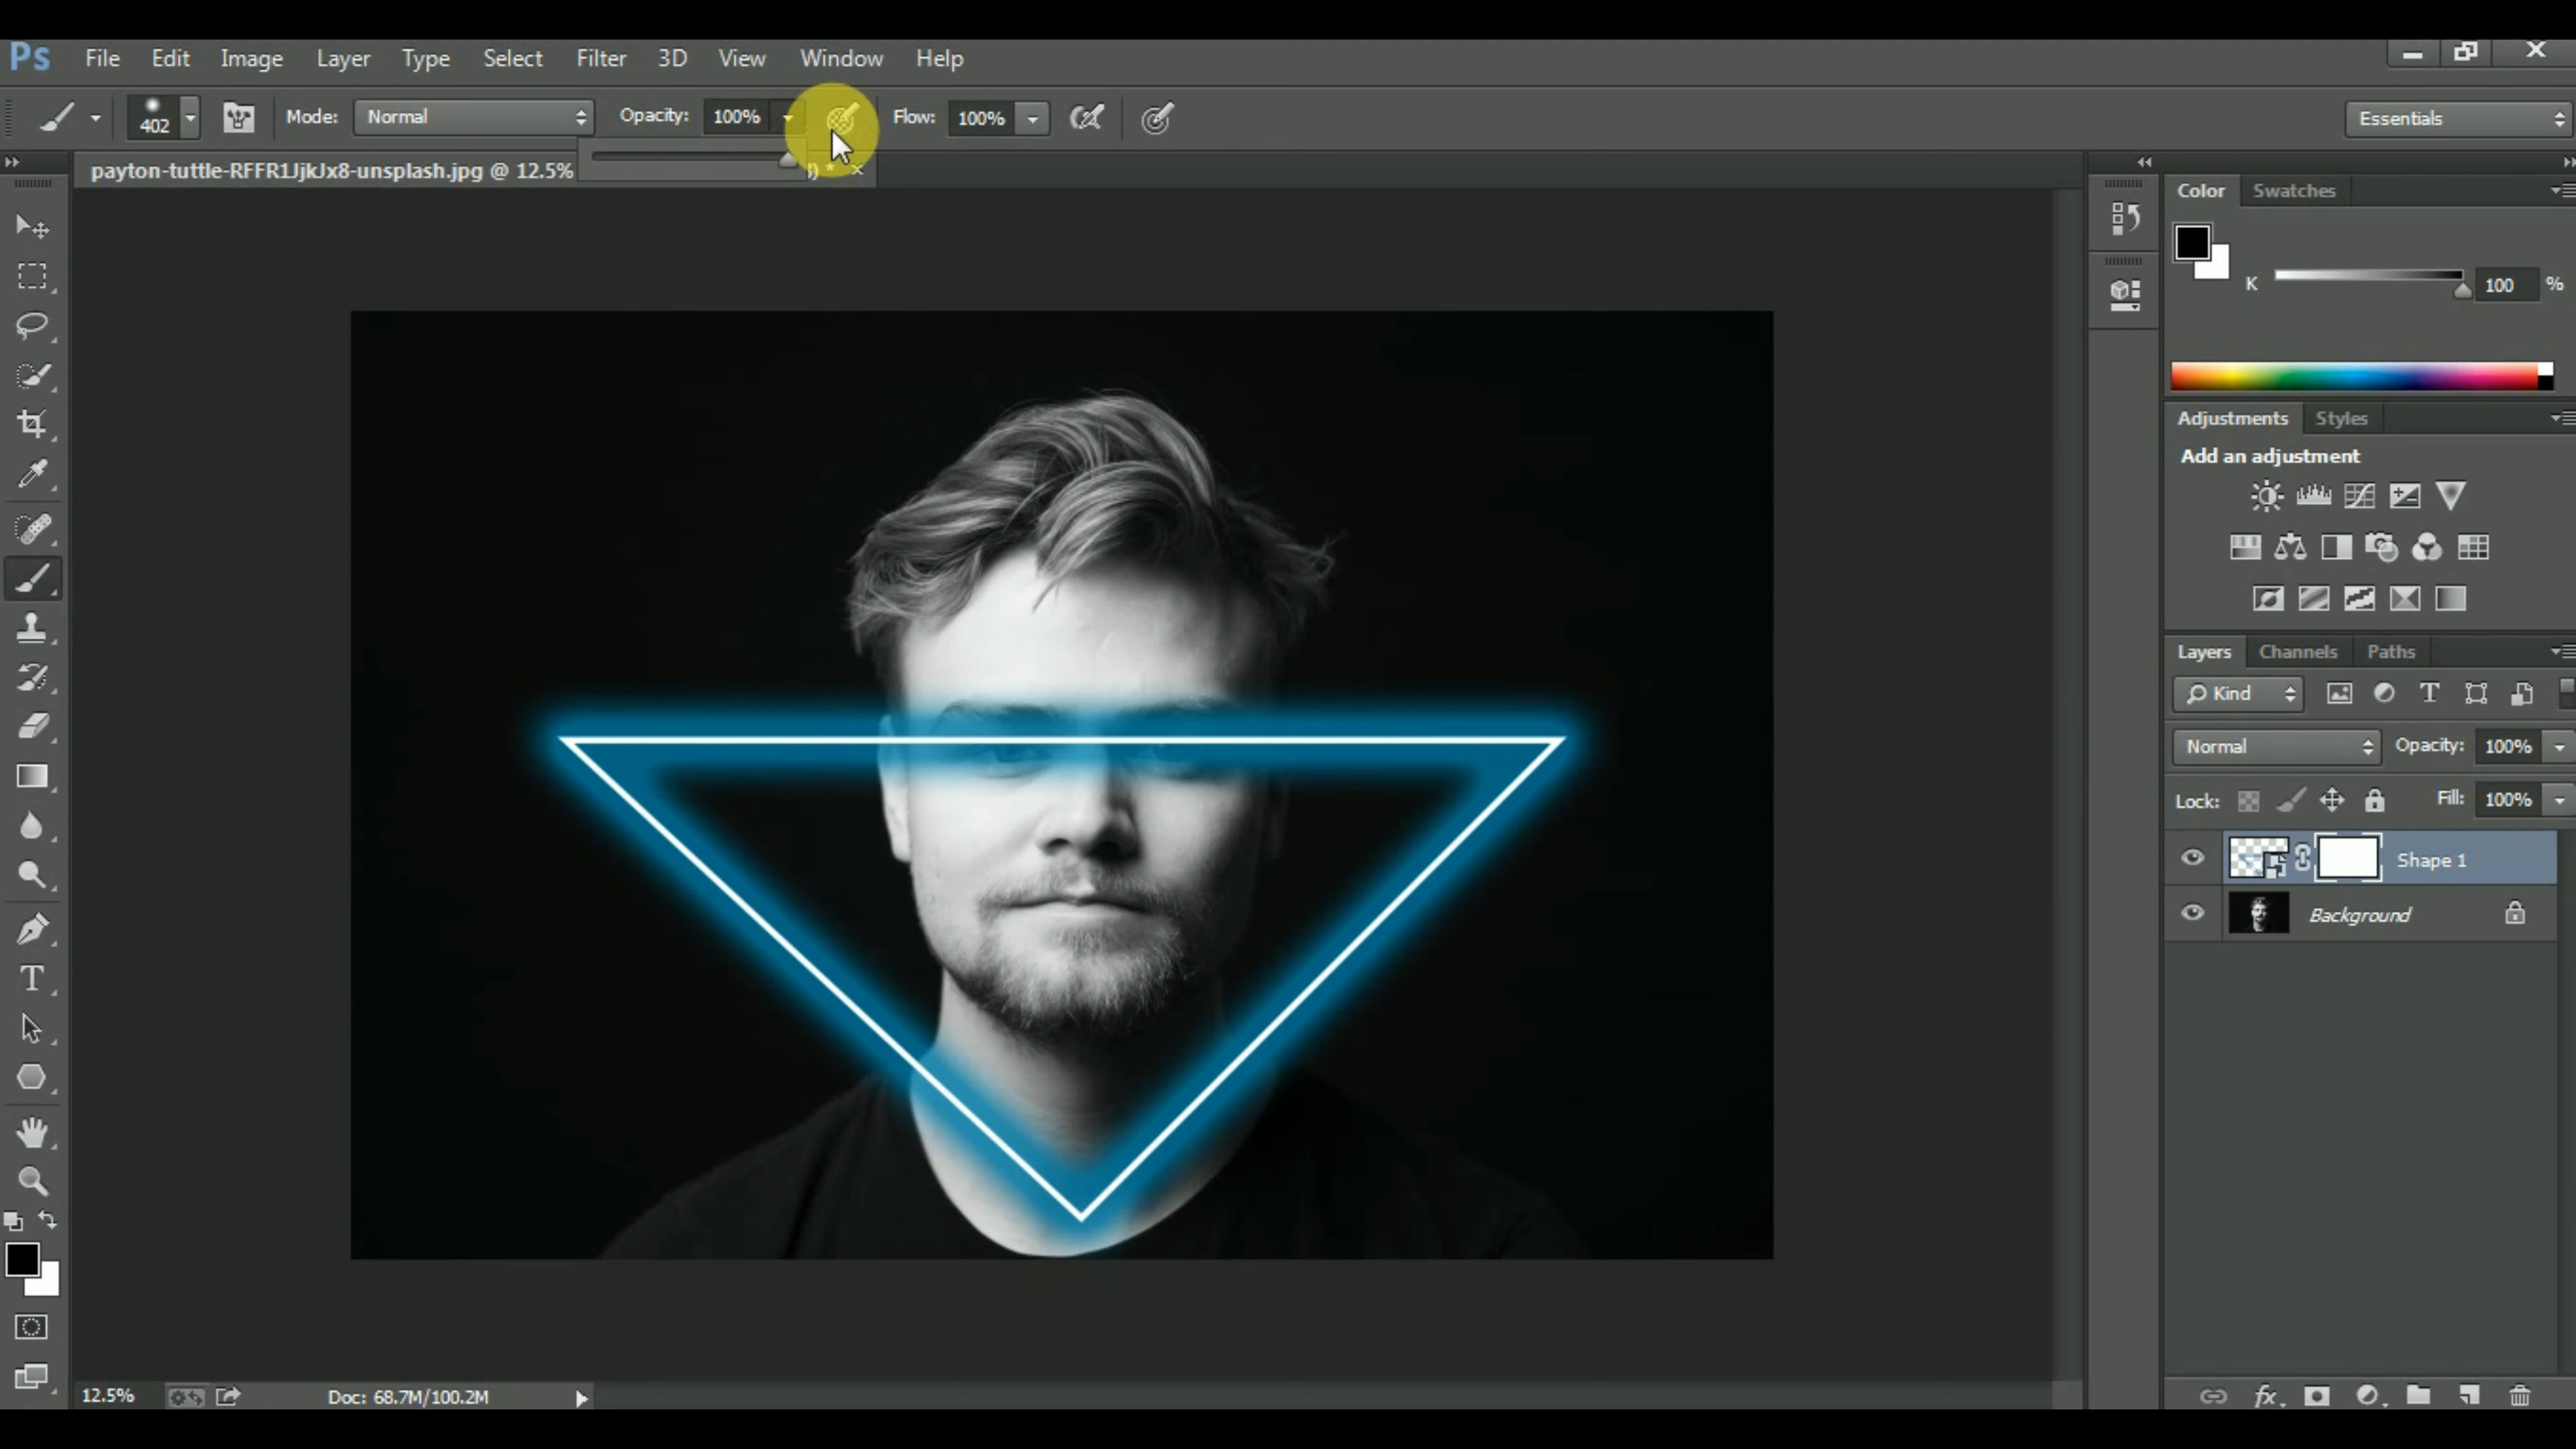 Ps File Edit Image Layer Type Select Filter 3D View Window Help
402 Mode: Normal Opacity: 100% Flow: 100% Essentials
payton-tuttle-RFFR1JjkJx8-unsplash.jpg @ 12.5% ) * ×
Color Swatches
K 100 %
Adjustments Styles
Add an adjustment
Layers Channels Paths
Kind
Normal Opacity: 100%
Lock: Fill: 100%
Shape 1
Background
T
12.5% Doc: 68.7M/100.2M
fx